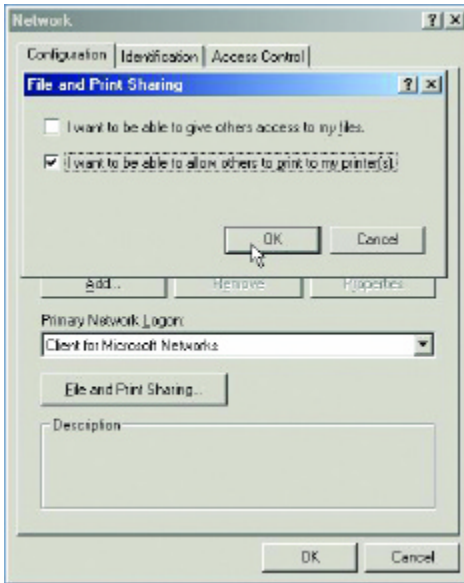 Network
Configuration Identification Access Control
File and Print Sharing
I want to be able to give others access to my files.
I want to be able to allow others to print to my printer(s).
OK Cancel
Add... Remove Properties
Primary Network Logon:
Client for Microsoft Networks
File and Print Sharing...
Description
OK Cancel